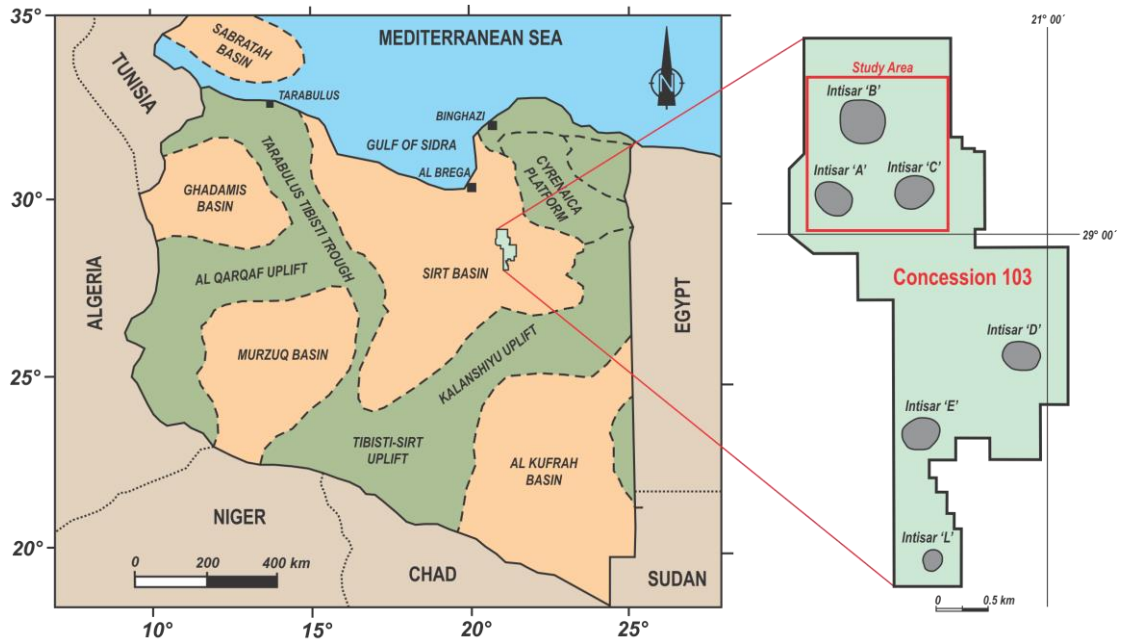 35°
30°
25°
20°
10°
15°
20°
25°
SABRATAH
BASIN
MEDITERRANEAN SEA
N
TUNISIA
TARABULUS
BINGHAZI
GULF OF SIDRA
AL BREGA
CYRENAICA
PLATFORM
TARABULUS TIBISTI TROUGH
GHADAMIS
BASIN
SIRT BASIN
AL QARQAF UPLIFT
ALGERIA
EGYPT
MURZUQ BASIN
KALANSHIYU UPLIFT
TIBISTI-SIRT
UPLIFT
AL KUFRAH
BASIN
NIGER
CHAD
SUDAN
0
200
400 km
21° 00´
Study Area
Intisar ‘B’
Intisar ‘A’
Intisar ‘C’
29° 00´
Concession 103
Intisar ‘D’
Intisar ‘E’
Intisar ‘L’
0
0.5 km